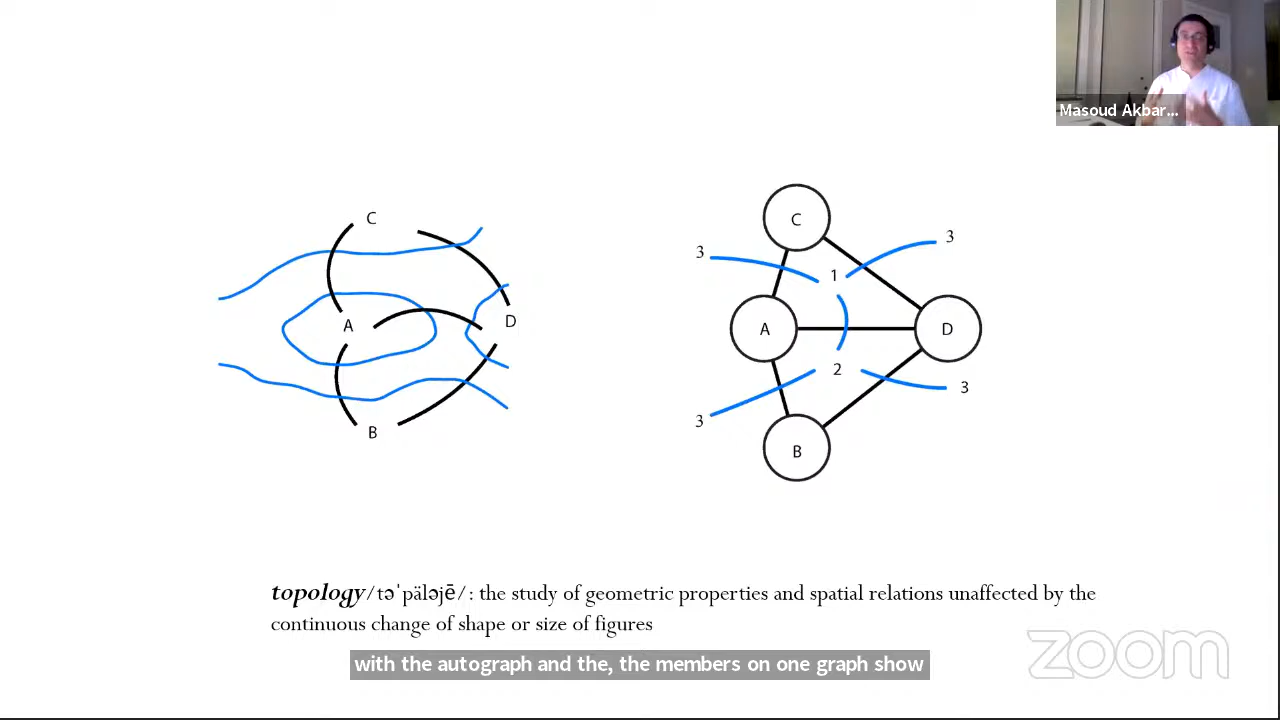 Masoud Akbar...
C
A
D
B
C
3
3
1
A
D
2
3
3
B
topology/təˈpäləjē/: the study of geometric properties and spatial relations unaffected by the
continuous change of shape or size of figures
zoom
with the autograph and the, the members on one graph show